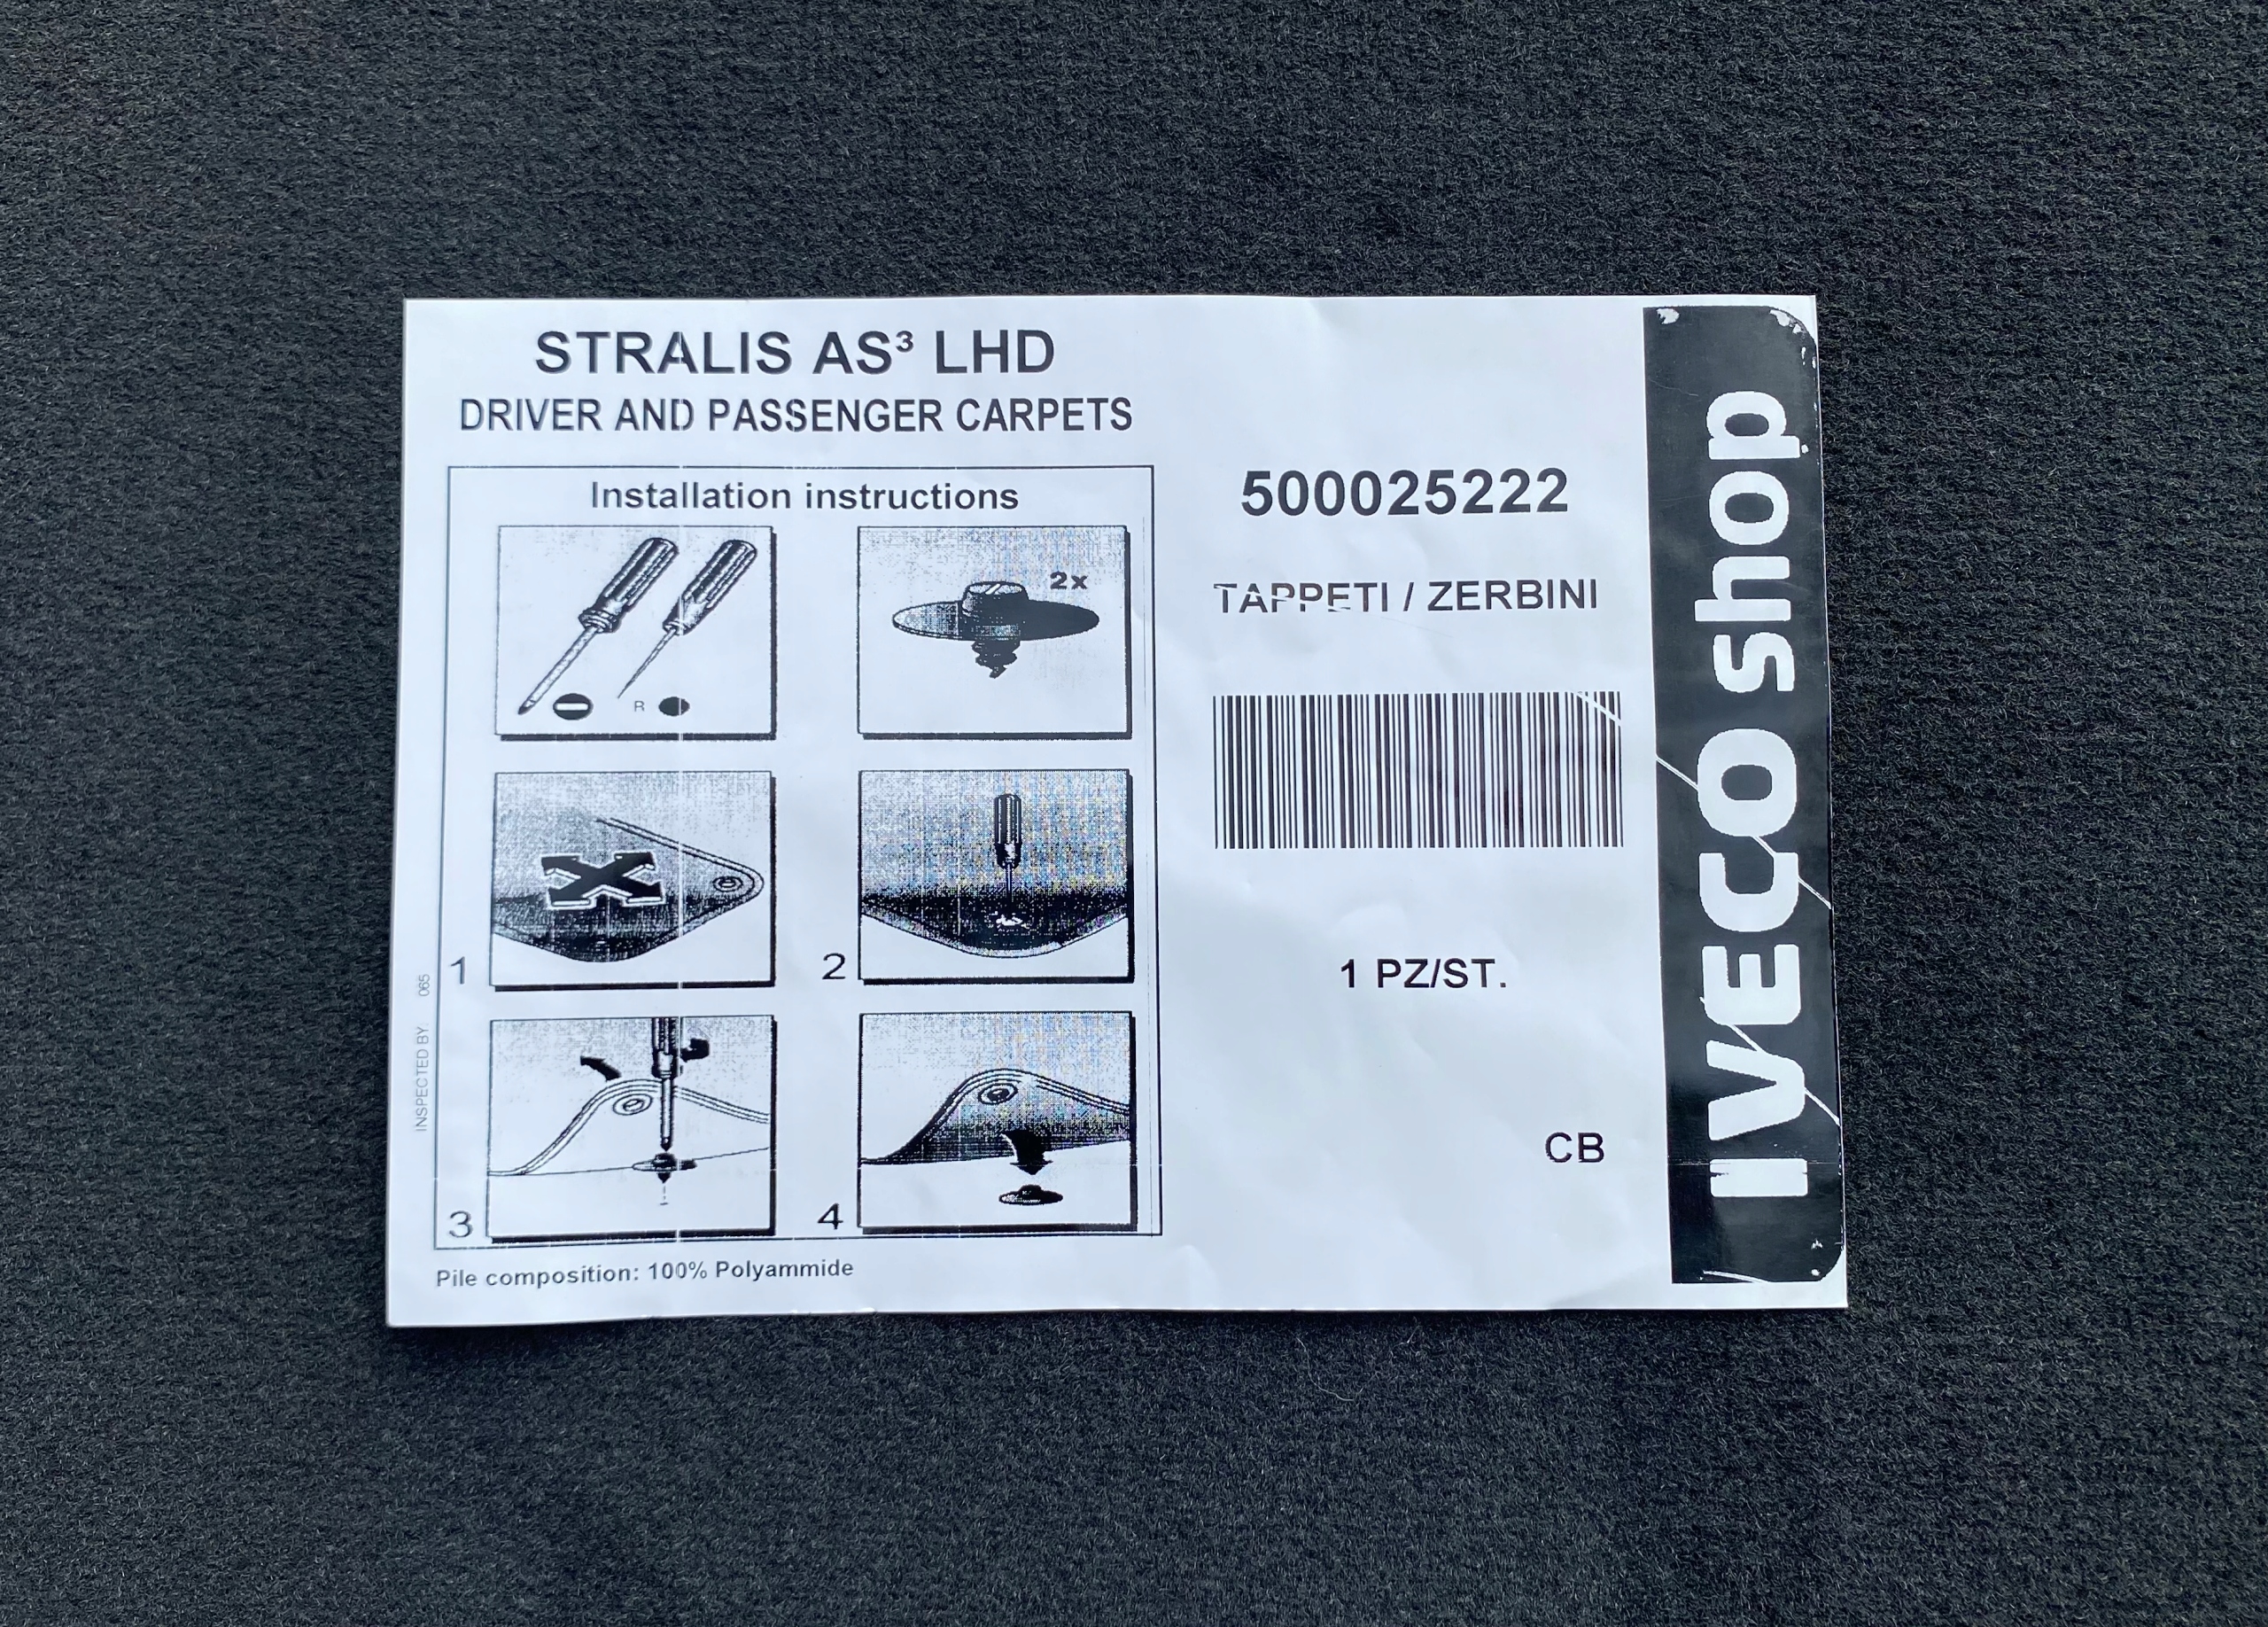 STRALIS AS³ LHD
DRIVER AND PASSENGER CARPETS
Installation instructions
R
2x
1
2
3
4
INSPECTED BY 065
Pile composition: 100% Polyammide
500025222
TAPPETI / ZERBINI
1 PZ/ST.
CB
IVECO shop